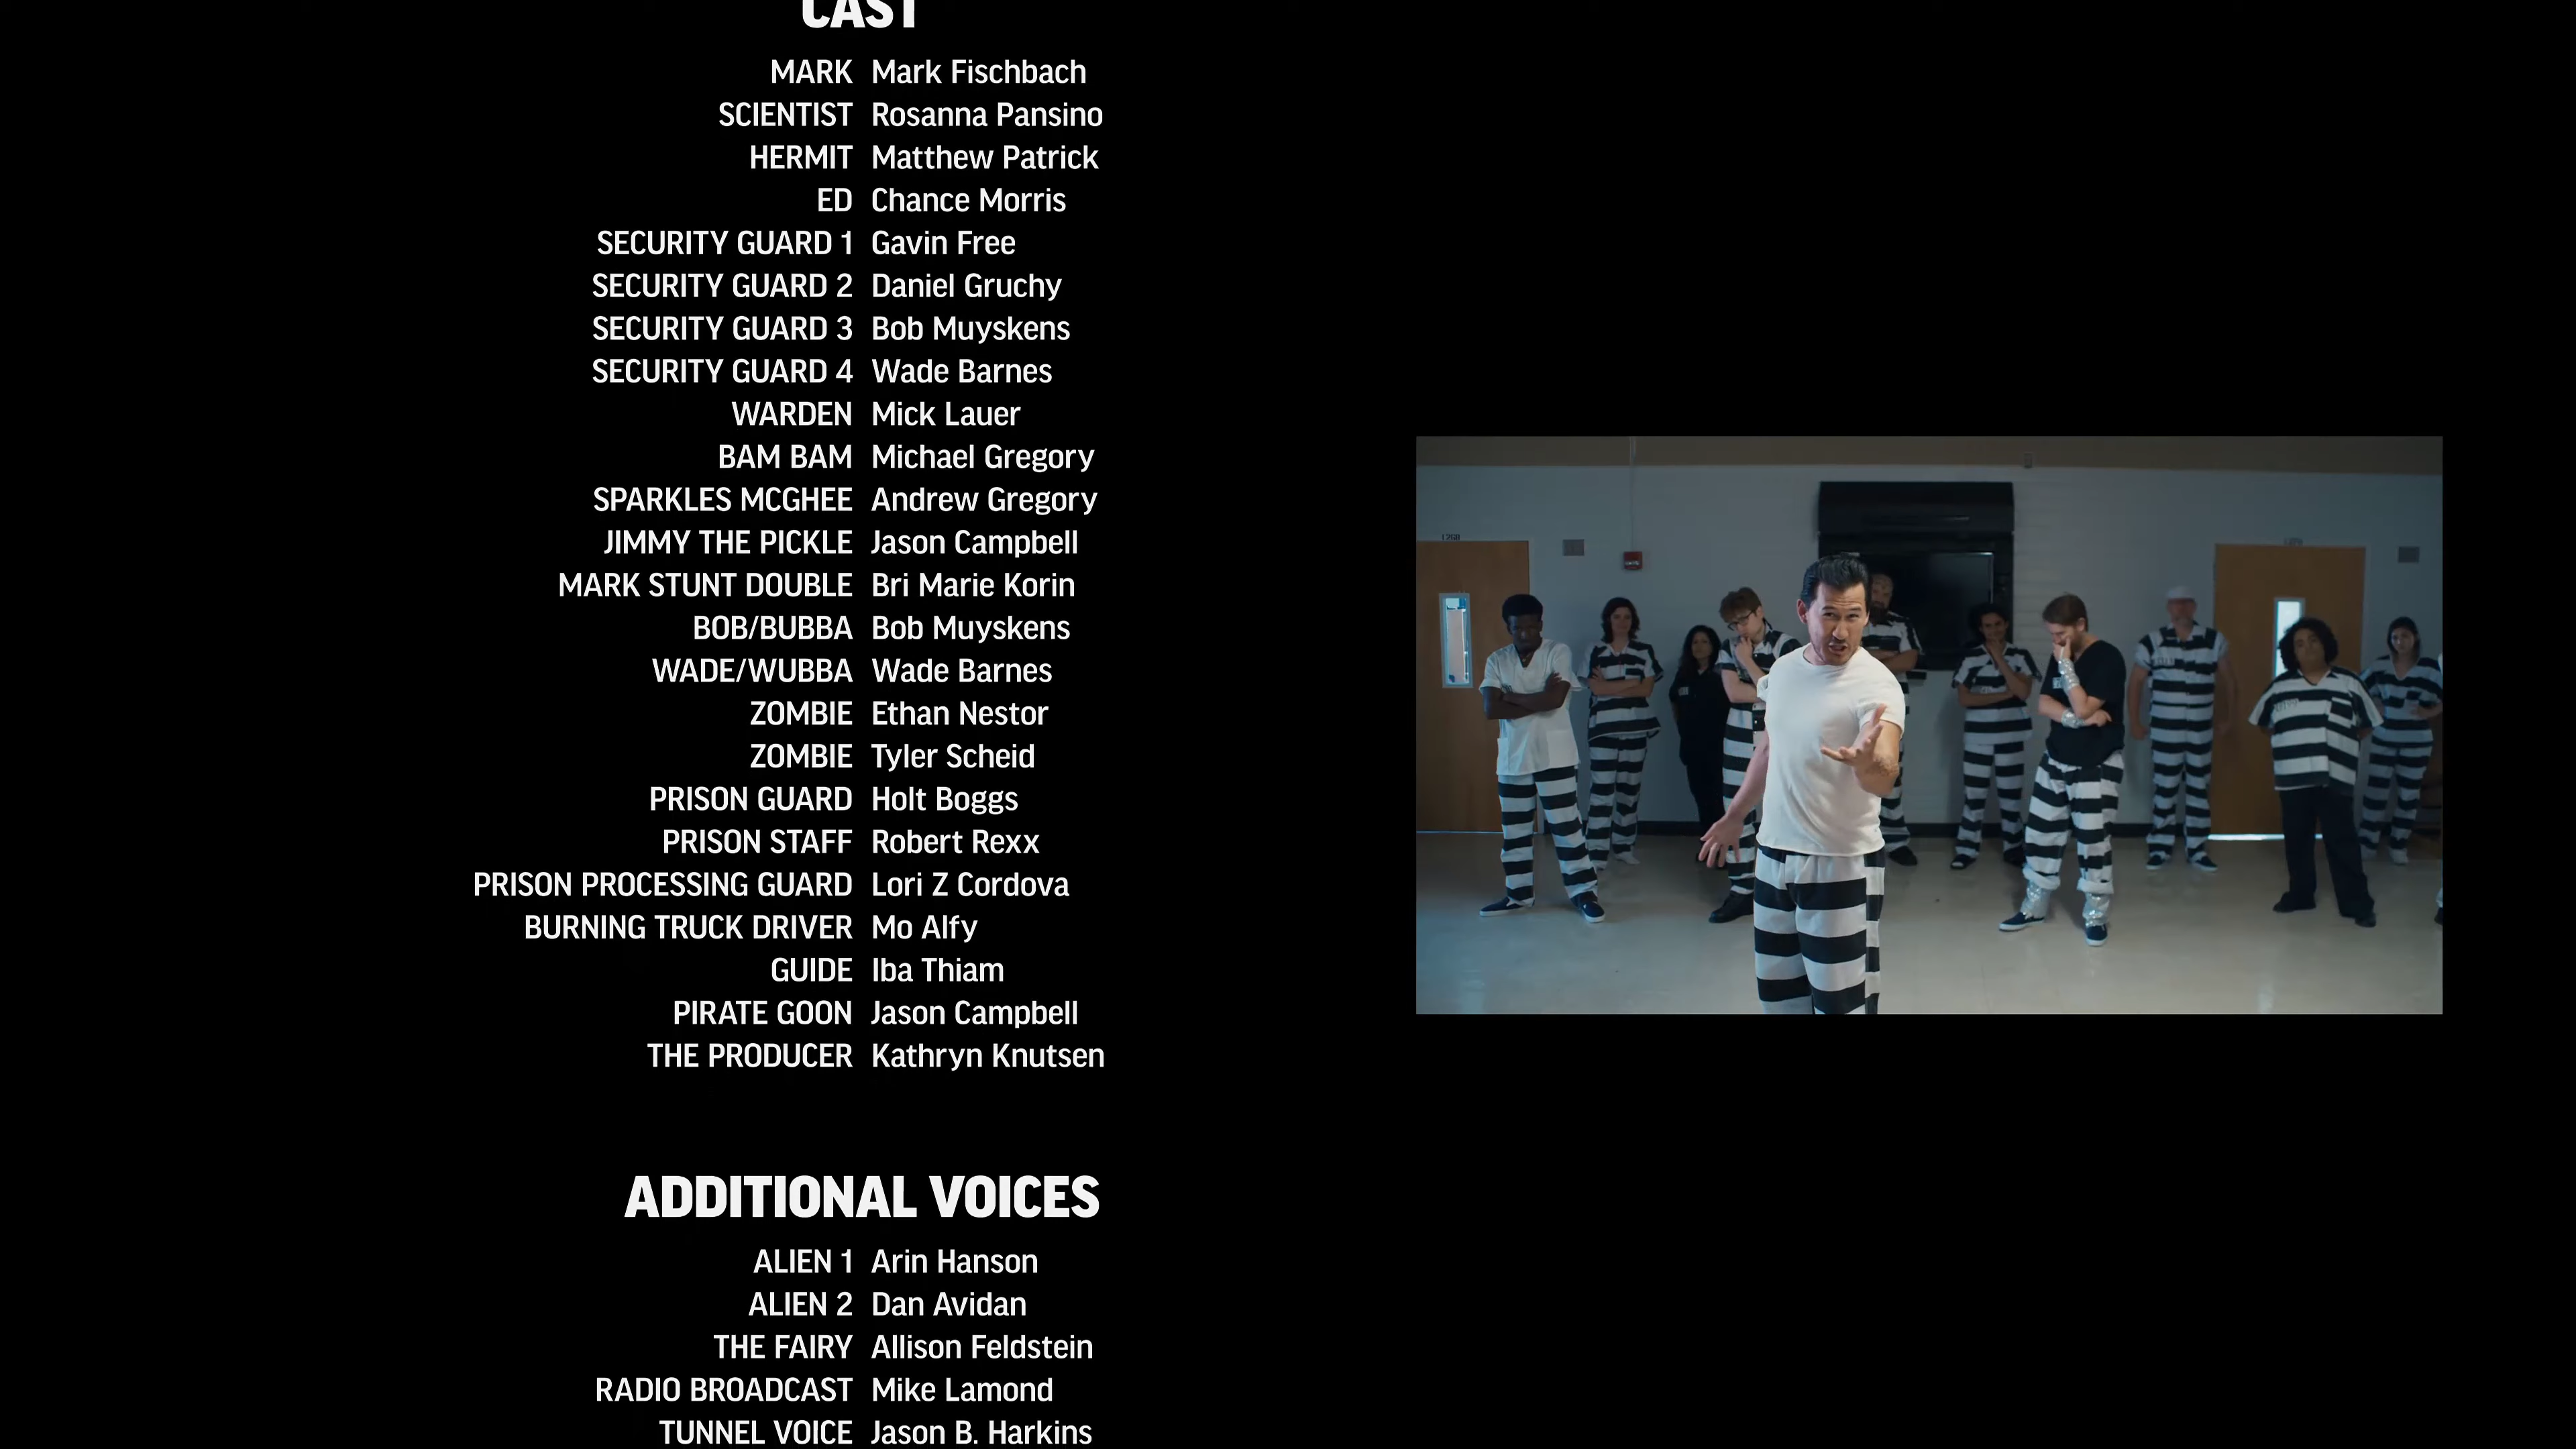 CAST
MARK Mark Fischbach
SCIENTIST Rosanna Pansino
HERMIT Matthew Patrick
ED Chance Morris
SECURITY GUARD 1 Gavin Free
SECURITY GUARD 2 Daniel Gruchy
SECURITY GUARD 3 Bob Muyskens
SECURITY GUARD 4 Wade Barnes
WARDEN Mick Lauer
BAM BAM Michael Gregory
SPARKLES MCGHEE Andrew Gregory
JIMMY THE PICKLE Jason Campbell
MARK STUNT DOUBLE Bri Marie Korin
BOB/BUBBA Bob Muyskens
WADE/WUBBA Wade Barnes
ZOMBIE Ethan Nestor
ZOMBIE Tyler Scheid
PRISON GUARD Holt Boggs
PRISON STAFF Robert Rexx
PRISON PROCESSING GUARD Lori Z Cordova
BURNING TRUCK DRIVER Mo Alfy
GUIDE Iba Thiam
PIRATE GOON Jason Campbell
THE PRODUCER Kathryn Knutsen
ADDITIONAL VOICES
ALIEN 1 Arin Hanson
ALIEN 2 Dan Avidan
THE FAIRY Allison Feldstein
RADIO BROADCAST Mike Lamond
TUNNEL VOICE Jason B. Harkins